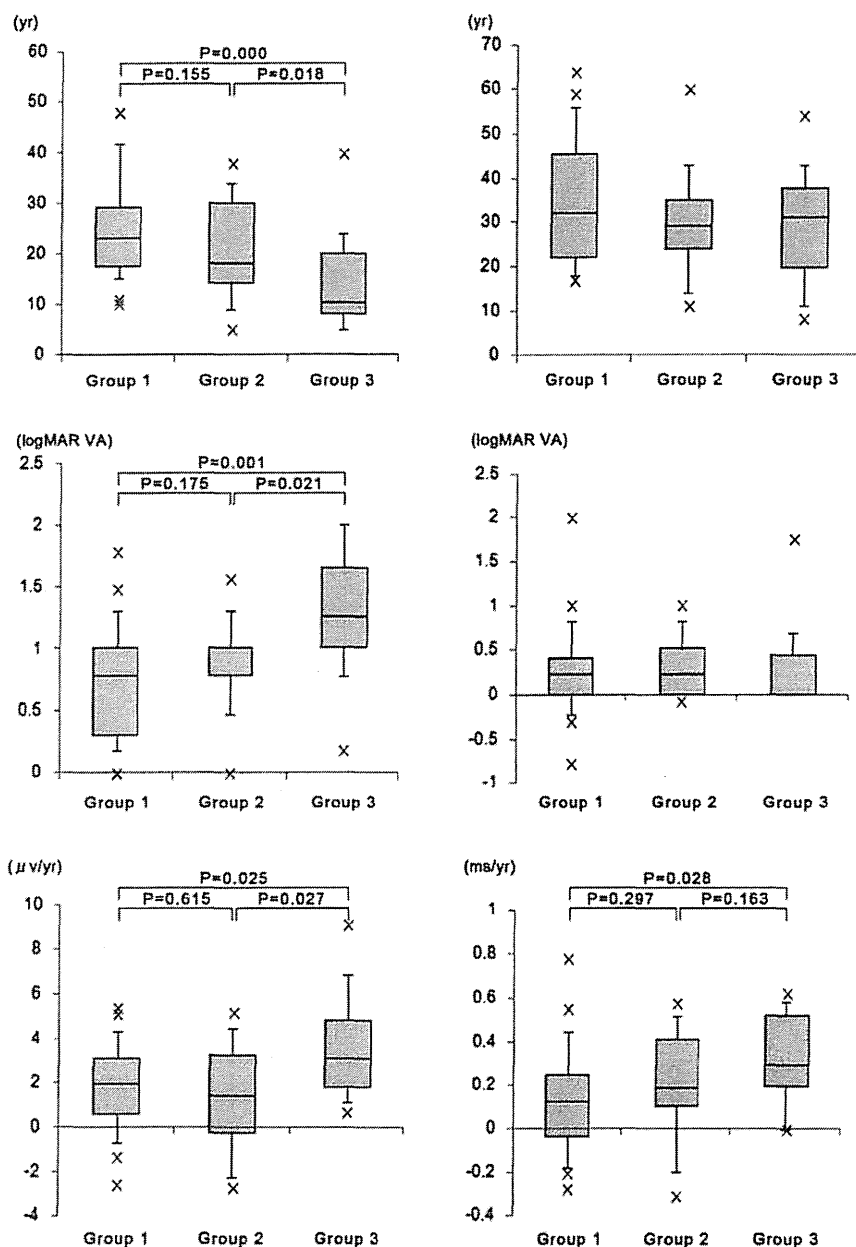 (yr)
60
50
40
30
20
10
0
P=0.000
P=0.155 P=0.018
Group 1 Group 2 Group 3
(yr)
70
60
50
40
30
20
10
0
Group 1 Group 2 Group 3
(logMAR VA)
2.5
2
1.5
1
0.5
0
P=0.001
P=0.175 P=0.021
Group 1 Group 2 Group 3
(logMAR VA)
2.5
2
1.5
1
0.5
0
-0.5
-1
Group 1 Group 2 Group 3
(μv/yr)
10
8
6
4
2
0
-2
-4
P=0.025
P=0.615 P=0.027
Group 1 Group 2 Group 3
(ms/yr)
1
0.8
0.6
0.4
0.2
0
-0.2
-0.4
P=0.028
P=0.297 P=0.163
Group 1 Group 2 Group 3